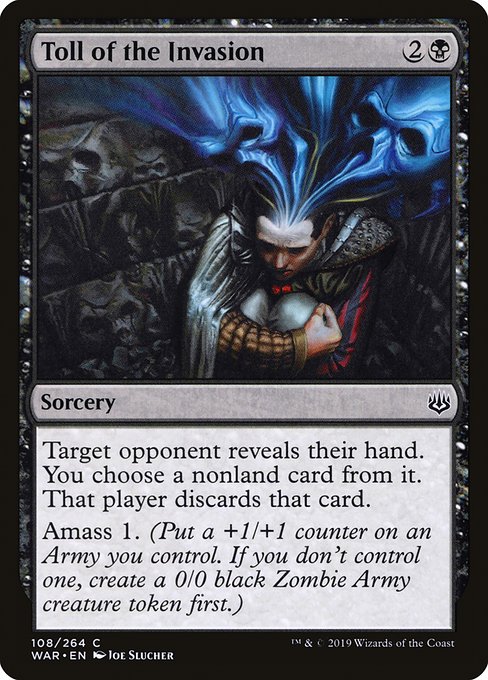 Toll of the Invasion 2
Sorcery
Target opponent reveals their hand.
You choose a nonland card from it.
That player discards that card.
Amass 1. (Put a +1/+1 counter on an
Army you control. If you don't control
one, create a 0/0 black Zombie Army
creature token first.)
108/264 C
™ & © 2019 Wizards of the Coast
WAR • EN Joe Slucher